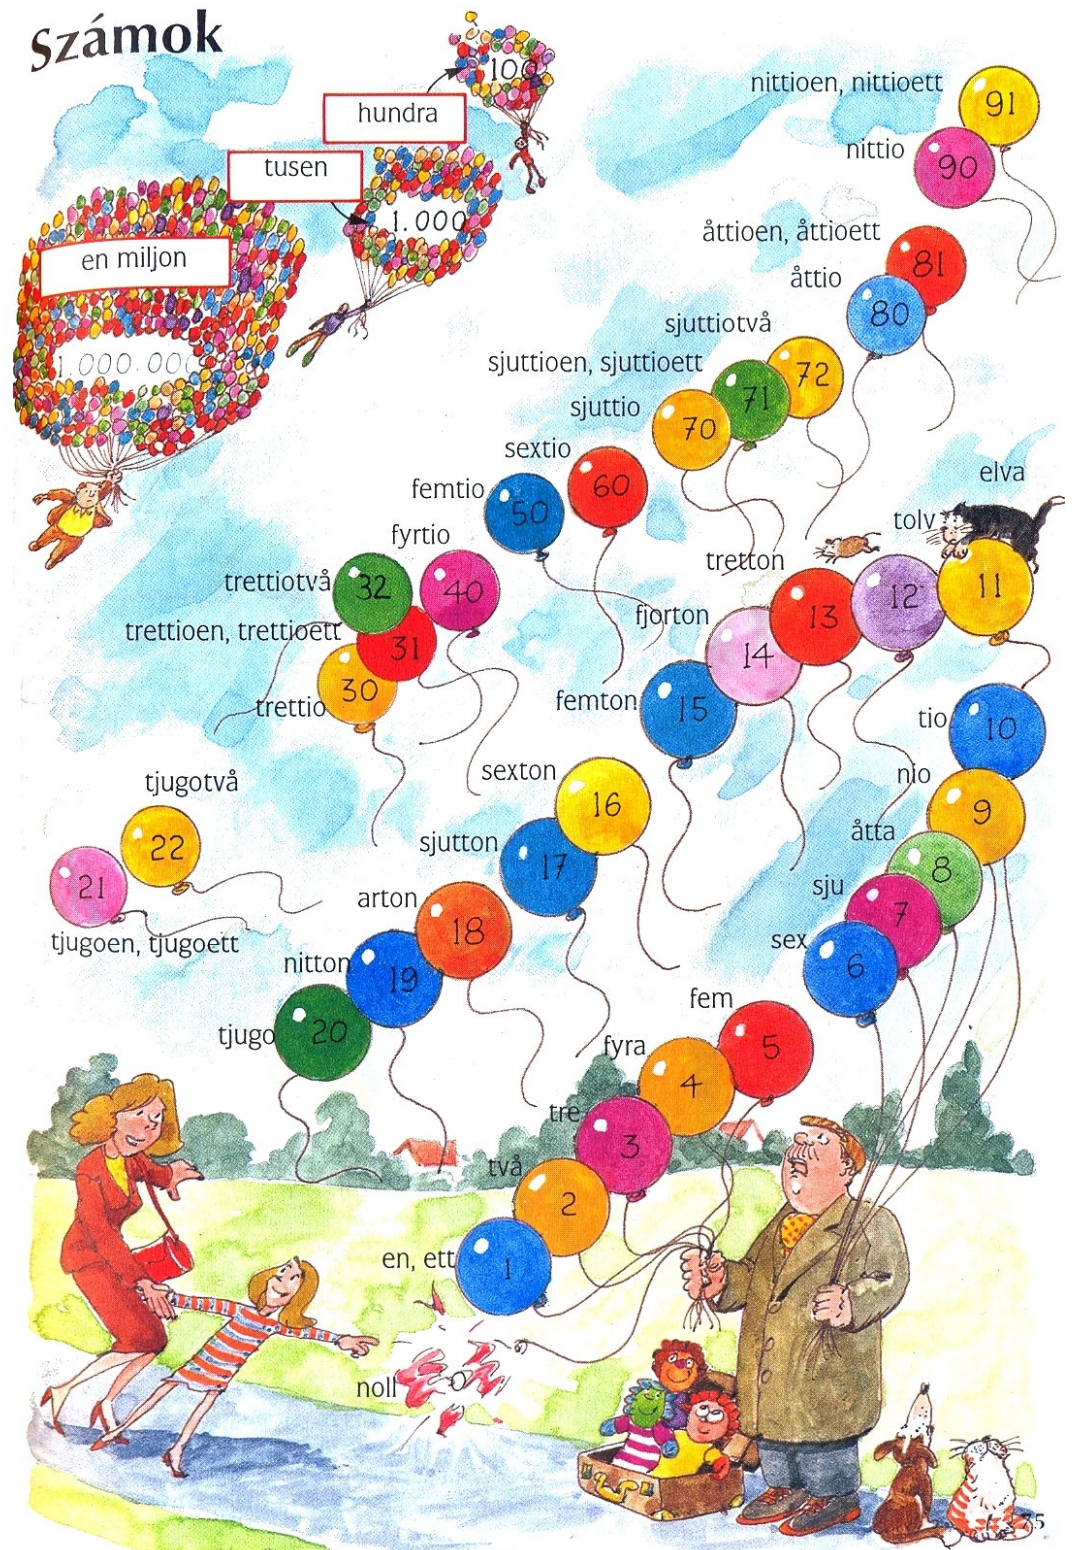 Számok
100
hundra
tusen
1.000
en miljon
1.000.000
nittioen, nittioett
91
nittio
90
åttioen, åttioett
81
åttio
80
sjuttiotvå
72
sjuttioen, sjuttioett
71
sjuttio
70
sextio
60
femtio
50
fyrtio
40
trettiotvå
32
trettioen, trettioett
31
trettio
30
elva
11
tolv
12
tretton
13
fjorton
14
femton
15
tio
10
nio
9
åtta
8
sju
7
sex
6
sexton
16
sjutton
17
arton
18
nitton
19
tjugo
20
tjugotvå
22
21
tjugoen, tjugoett
fem
5
fyra
4
tre
3
två
2
en, ett
1
noll
0
75